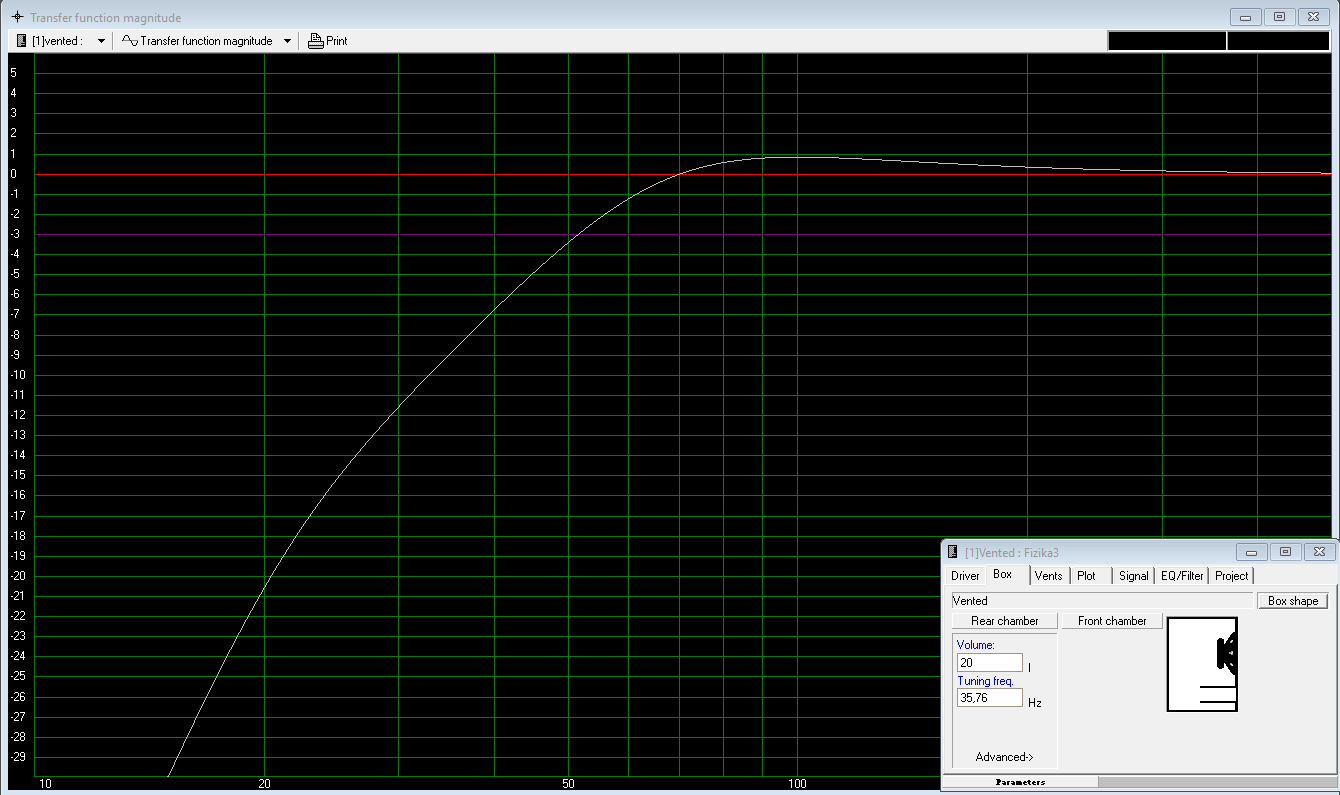 Transfer function magnitude
[1]vented : Transfer function magnitude Print
5
4
3
2
1
0
-1
-2
-3
-4
-5
-6
-7
-8
-9
-10
-11
-12
-13
-14
-15
-16
-17
-18
-19
-20
-21
-22
-23
-24
-25
-26
-27
-28
-29
10 20 50 100
[1]Vented : Fizika3
Driver Box Vents Plot Signal EQ/Filter Project
Vented Box shape
Rear chamber Front chamber
Volume:
20 l
Tuning freq.
35,76 Hz
Advanced->
Parameters